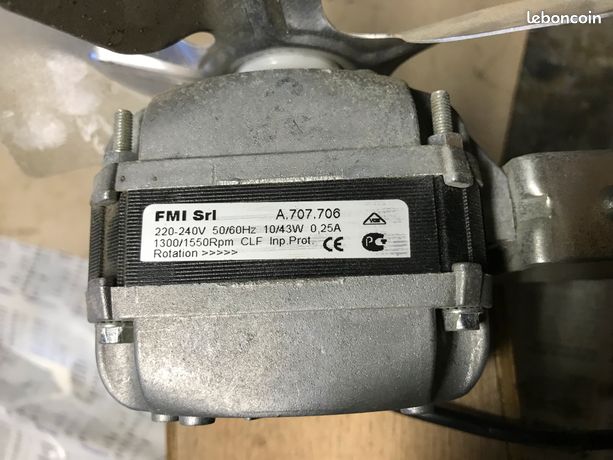 leboncoin
FMI Srl A.707.706
220-240V 50/60Hz 10/43W 0,25A
1300/1550Rpm CLF Inp.Prot. CE
Rotation >>>>>